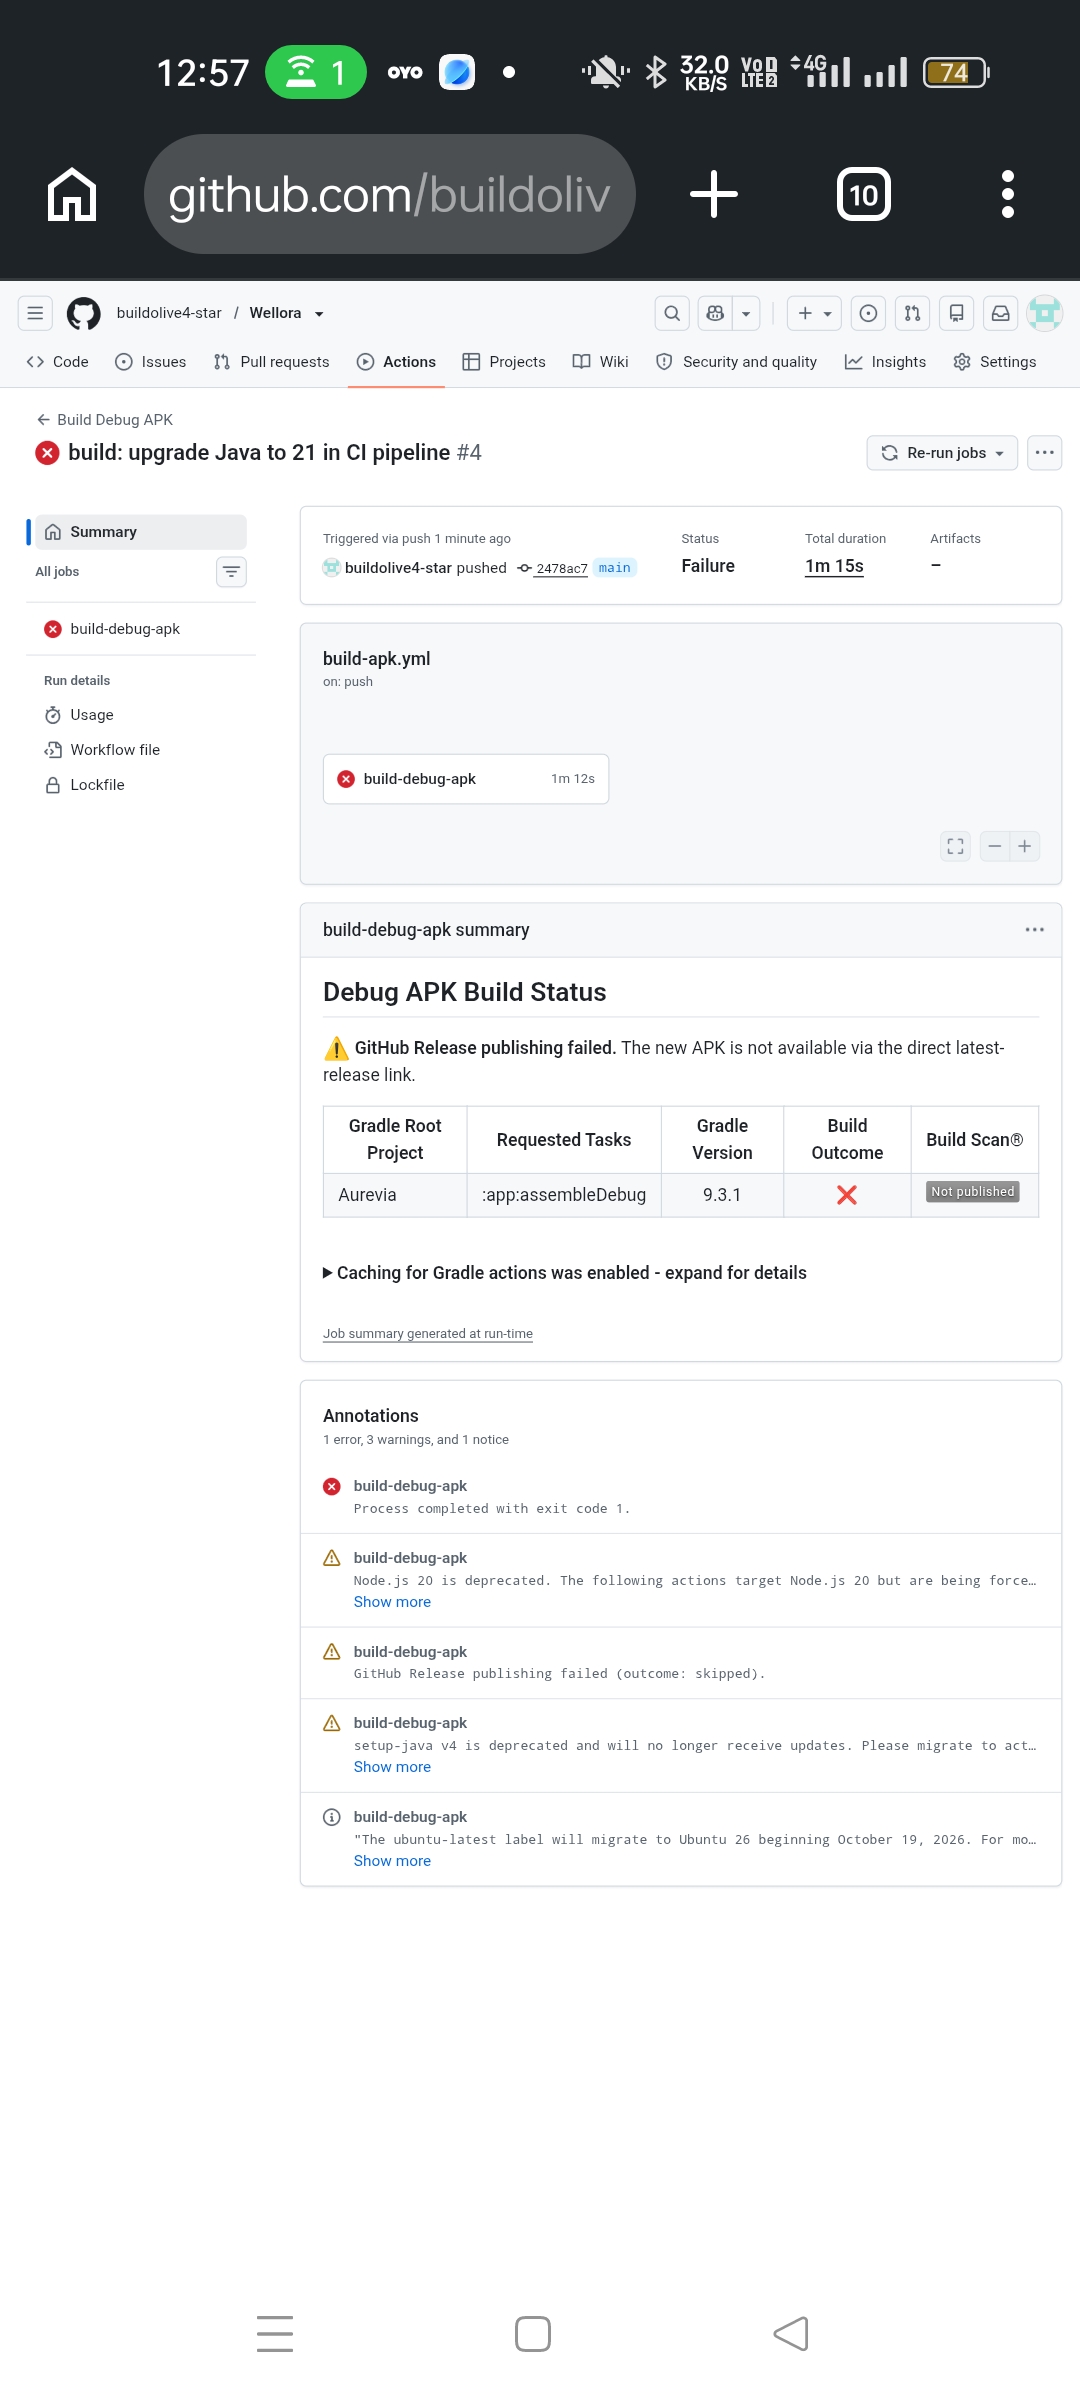 12:57
1
OYO
32.0 KB/S
VoD LTE 2
4G
74
github.com/buildoliv
10
buildolive4-star / Wellora
Code Issues Pull requests Actions Projects Wiki Security and quality Insights Settings
Build Debug APK
build: upgrade Java to 21 in CI pipeline #4
Re-run jobs
Summary
All jobs
build-debug-apk
Run details
Usage
Workflow file
Lockfile
Triggered via push 1 minute ago
buildolive4-star pushed 2478ac7 main
Status
Failure
Total duration
1m 15s
Artifacts
–
build-apk.yml
on: push
build-debug-apk 1m 12s
build-debug-apk summary
Debug APK Build Status
GitHub Release publishing failed. The new APK is not available via the direct latest-
release link.
Gradle Root Project Requested Tasks Gradle Version Build Outcome Build Scan®
Aurevia :app:assembleDebug 9.3.1 ❌ Not published
Caching for Gradle actions was enabled - expand for details
Job summary generated at run-time
Annotations
1 error, 3 warnings, and 1 notice
build-debug-apk
Process completed with exit code 1.
build-debug-apk
Node.js 20 is deprecated. The following actions target Node.js 20 but are being force…
Show more
build-debug-apk
GitHub Release publishing failed (outcome: skipped).
build-debug-apk
setup-java v4 is deprecated and will no longer receive updates. Please migrate to act…
Show more
build-debug-apk
"The ubuntu-latest label will migrate to Ubuntu 26 beginning October 19, 2026. For mo…
Show more